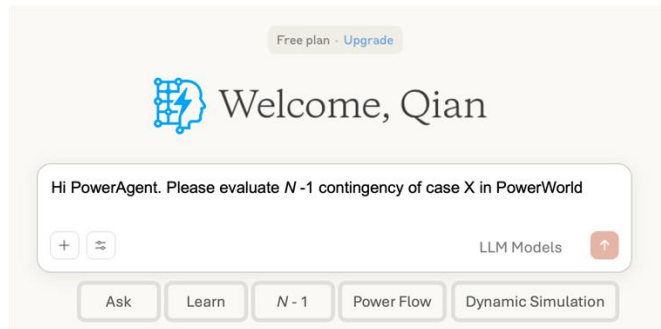 Free plan · Upgrade
Welcome, Qian
Hi PowerAgent. Please evaluate N -1 contingency of case X in PowerWorld
LLM Models
Ask Learn N - 1 Power Flow Dynamic Simulation